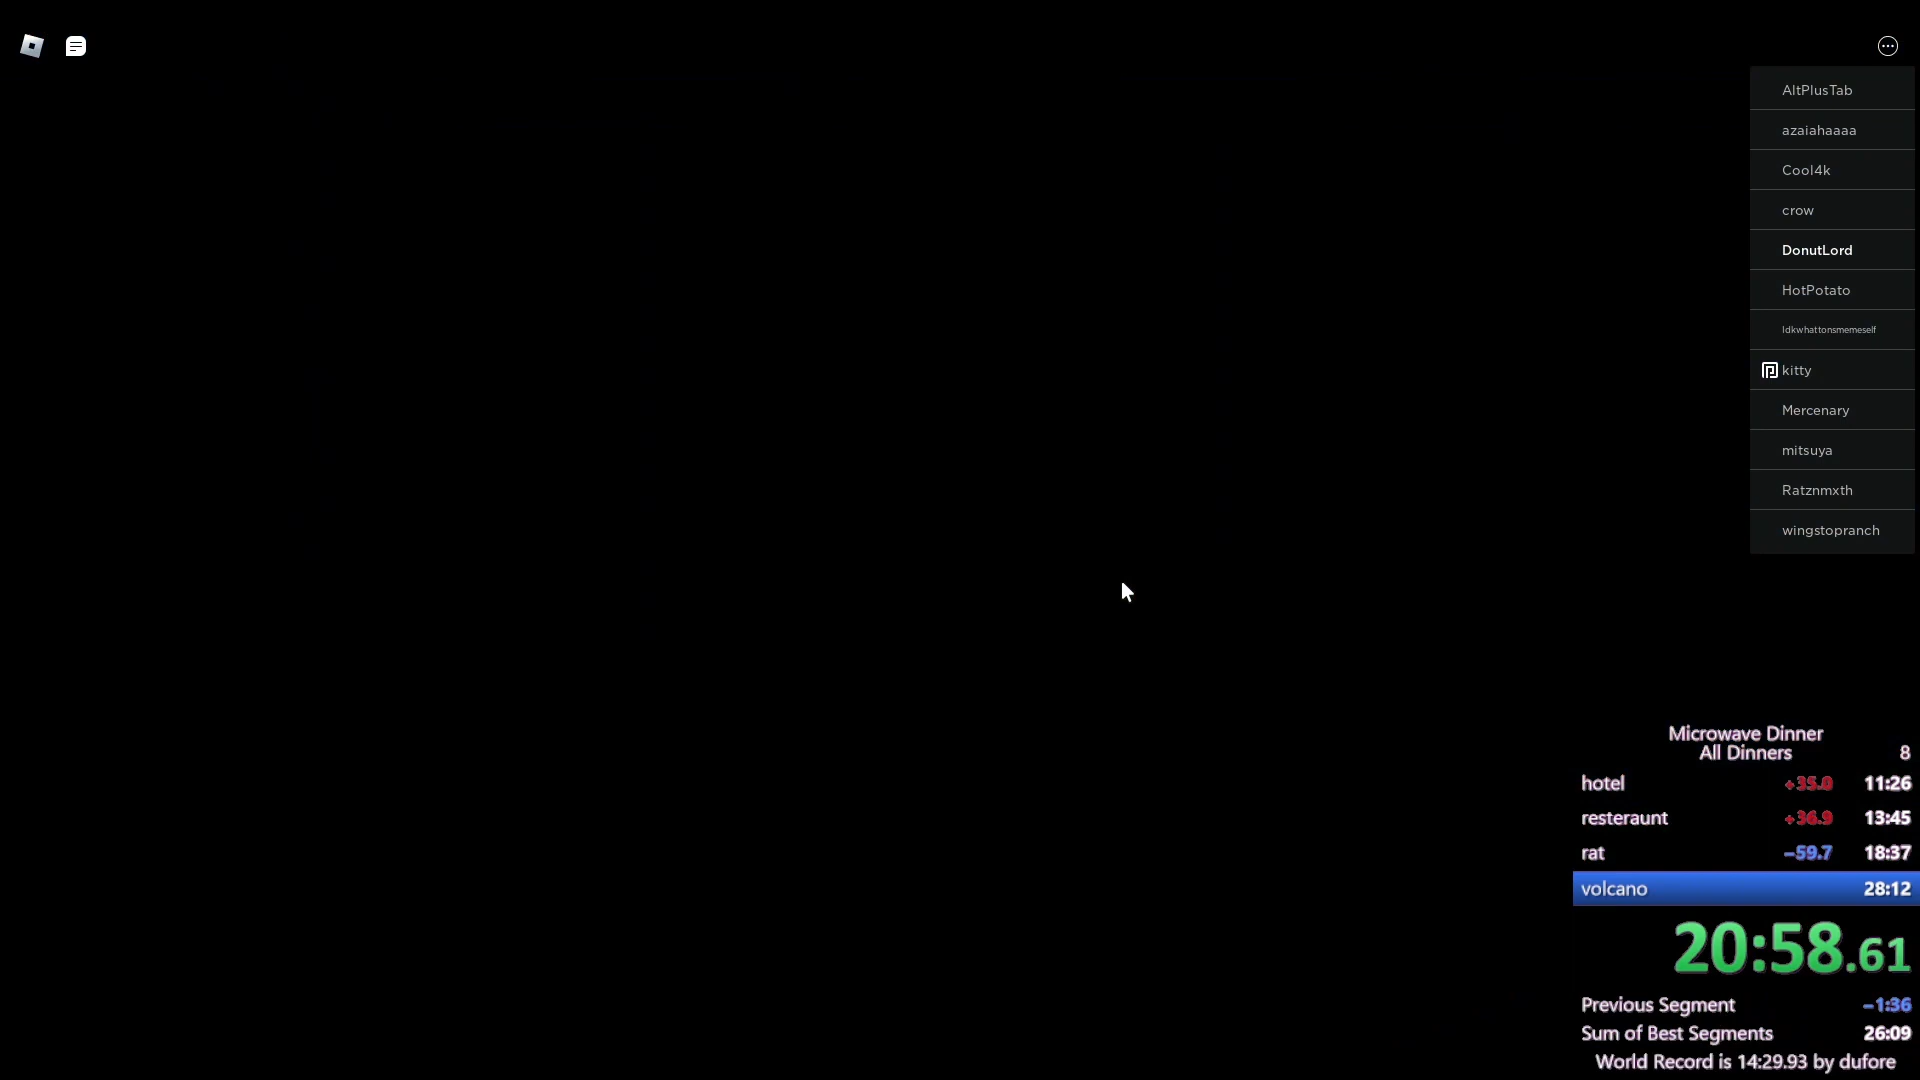 AltPlusTab
azaiahaaaa
Cool4k
crow
DonutLord
HotPotato
Idkwhattonsmemeself
kitty
Mercenary
mitsuya
Ratznmxth
wingstopranch
Microwave Dinner
All Dinners 8
hotel +35.0 11:26
resteraunt +36.9 13:45
rat −59.7 18:37
volcano 28:12
20:58.61
Previous Segment −1:36
Sum of Best Segments 26:09
World Record is 14:29.93 by dufore